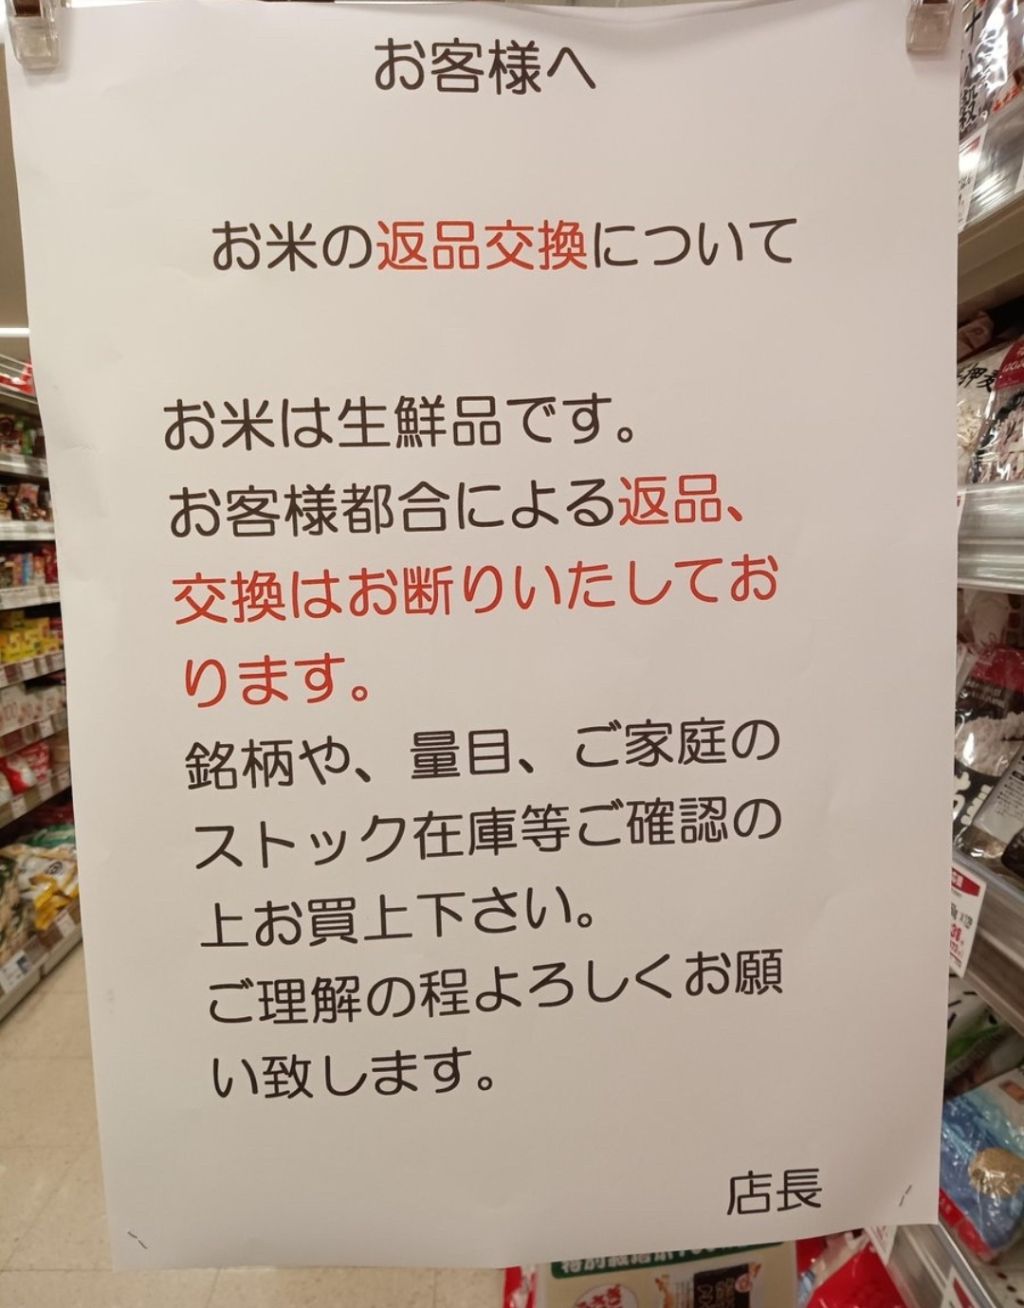 お客様へ
お米の返品交換について
お米は生鮮品です。
お客様都合による返品、
交換はお断りいたしてお
ります。
銘柄や、量目、ご家庭の
ストック在庫等ご確認の
上お買上下さい。
ご理解の程よろしくお願
い致します。
店長